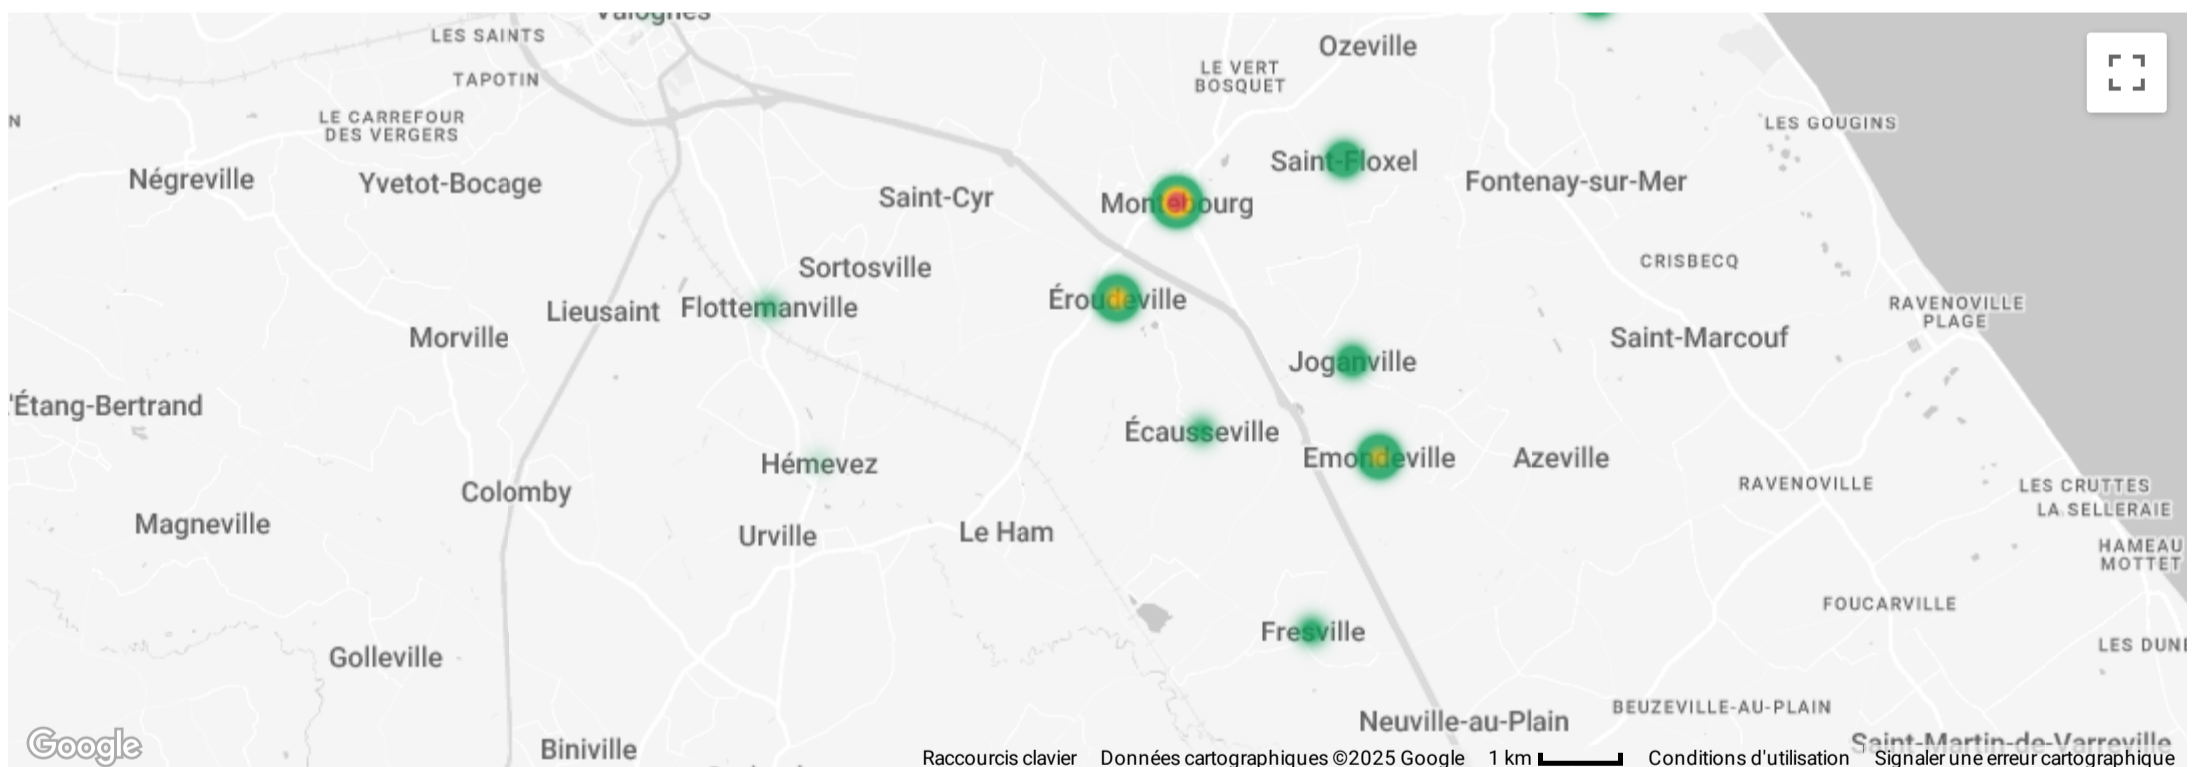 Valognes
LES SAINTS
Ozeville
LE VERT
BOSQUET
TAPOTIN
LE CARREFOUR
DES VERGERS
N
LES GOUGINS
Saint-Floxel
Négreville
Yvetot-Bocage
Fontenay-sur-Mer
Saint-Cyr
Montebourg
CRISBECQ
Sortosville
Éroudeville
RAVENOVILLE
PLAGE
Lieusaint
Flottemanville
Morville
Saint-Marcouf
Joganville
'Étang-Bertrand
Écausseville
Emondeville
Azeville
Hémevez
RAVENOVILLE
LES CRUTTES
Colomby
LA SELLERAIE
Magneville
Urville
Le Ham
HAMEAU
MOTTET
FOUCARVILLE
Fresville
LES DUNE
Golleville
BEUZEVILLE-AU-PLAIN
Neuville-au-Plain
Saint-Martin-de-Varreville
Google
Biniville
Raccourcis clavier
Données cartographiques ©2025 Google
1 km
Conditions d'utilisation
Signaler une erreur cartographique